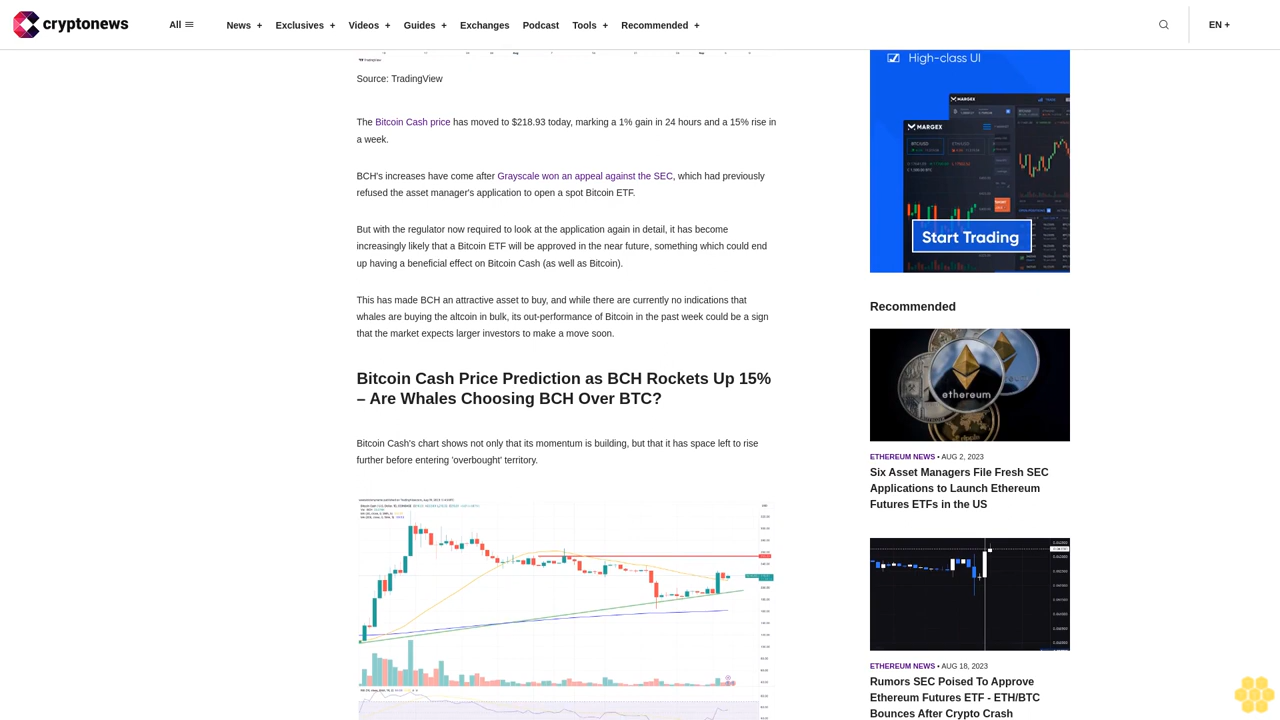 cryptonews
All
News +
Exclusives +
Videos +
Guides +
Exchanges
Podcast
Tools +
Recommended +
EN +
Source: TradingView
The Bitcoin Cash price has moved to $218.93 today, marking a 1% gain in 24 hours and a 15% rise in
a week.
BCH's increases have come after Grayscale won an appeal against the SEC, which had previously
refused the asset manager's application to open a spot Bitcoin ETF.
But with the regulator now required to look at the application again in detail, it has become
increasingly likely that a Bitcoin ETF will be approved in the near future, something which could end
up having a beneficial effect on Bitcoin Cash (as well as Bitcoin).
This has made BCH an attractive asset to buy, and while there are currently no indications that
whales are buying the altcoin in bulk, its out-performance of Bitcoin in the past week could be a sign
that the market expects larger investors to make a move soon.
Bitcoin Cash Price Prediction as BCH Rockets Up 15%
– Are Whales Choosing BCH Over BTC?
Bitcoin Cash's chart shows not only that its momentum is building, but that it has space left to rise
further before entering 'overbought' territory.
High-class UI
MARGEX
MARGEX
Start Trading
Recommended
ethereum
ETHEREUM NEWS • AUG 2, 2023
Six Asset Managers File Fresh SEC
Applications to Launch Ethereum
Futures ETFs in the US
ETHEREUM NEWS • AUG 18, 2023
Rumors SEC Poised To Approve
Ethereum Futures ETF - ETH/BTC
Bounces After Crypto Crash